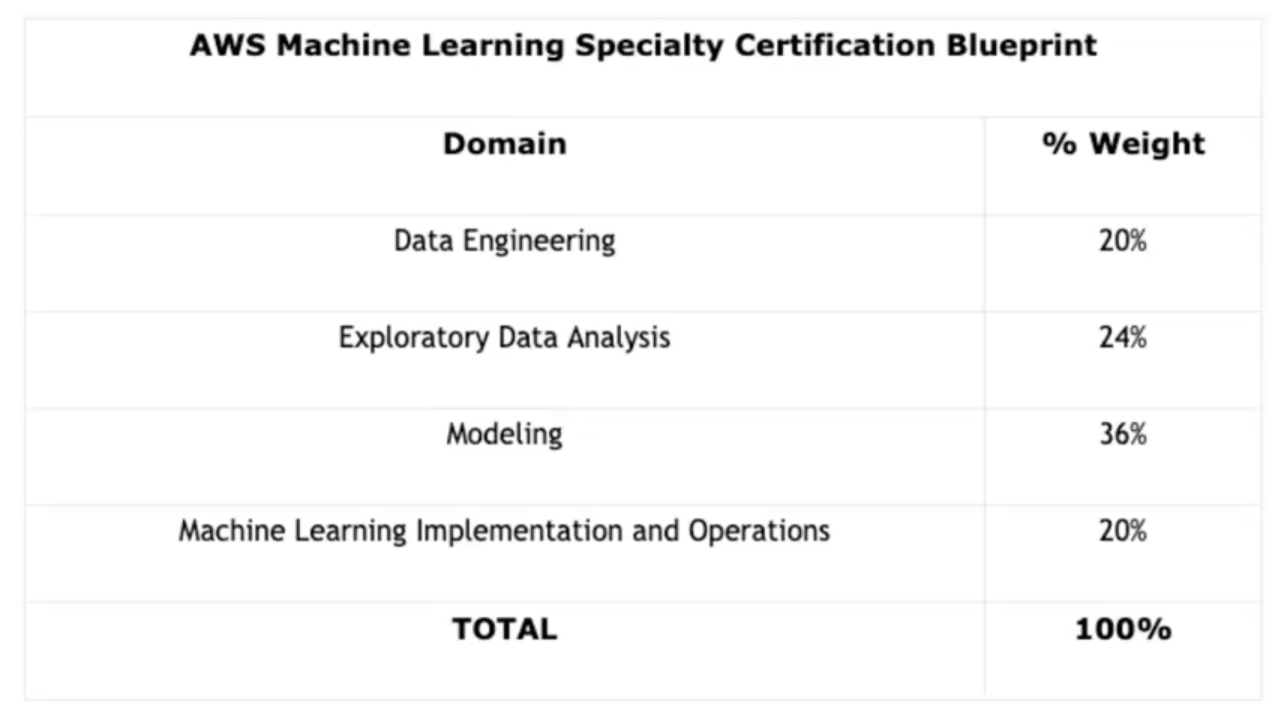 AWS Machine Learning Specialty Certification Blueprint
Domain % Weight
Data Engineering 20%
Exploratory Data Analysis 24%
Modeling 36%
Machine Learning Implementation and Operations 20%
TOTAL 100%